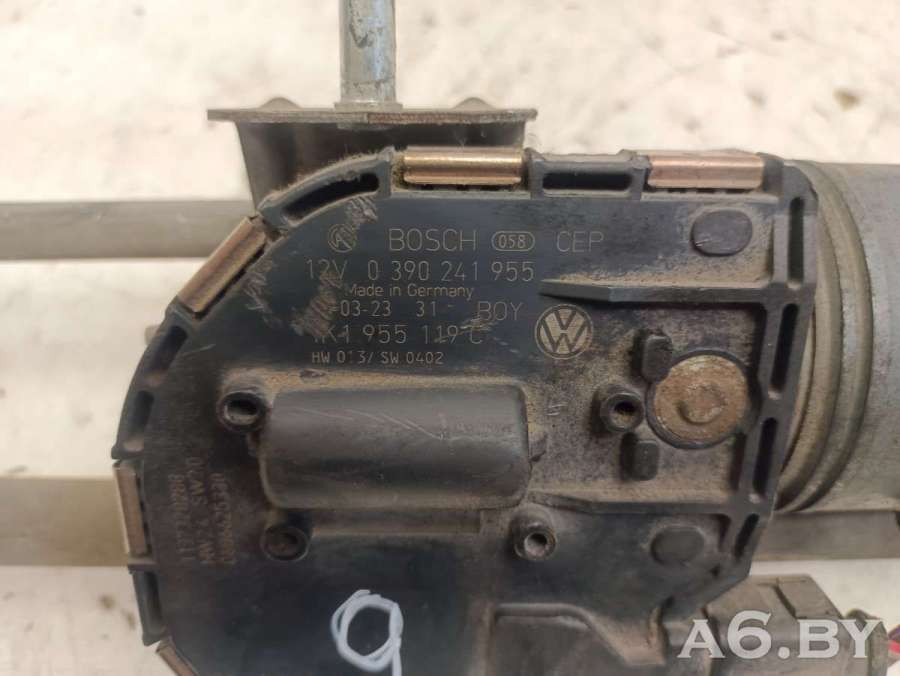 BOSCH 058 CEP
12V 0 390 241 955
Made in Germany
-03-23 31 BOY
1K1 955 119 C
HW 013/ SW 0402
9
A6.BY